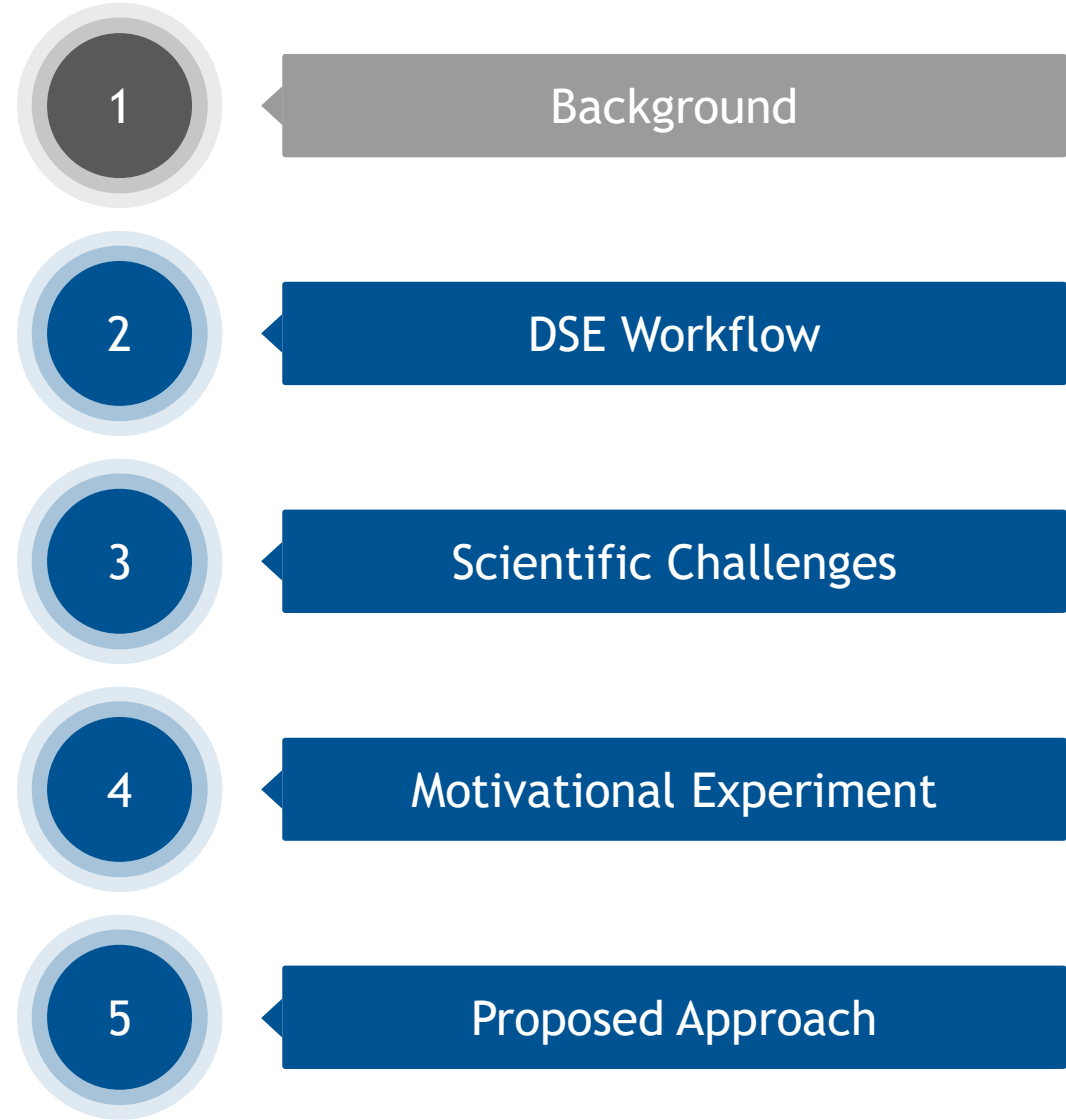 1
Background
2
DSE Workflow
3
Scientific Challenges
4
Motivational Experiment
5
Proposed Approach